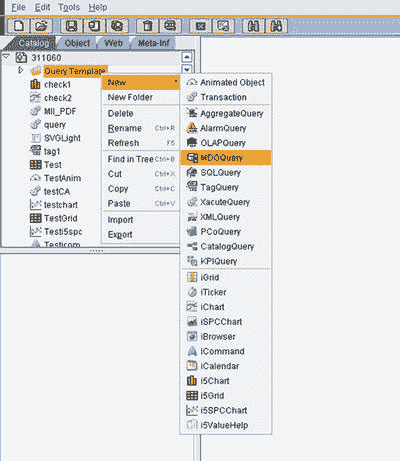 File Edit Tools Help
Catalog Object Web Meta-Inf
311060
Query Template
check1
check2
MII_PDF
query
SVGLight
tag1
Test
TestAnim
testCA
testchart
TestGrid
Testi5spc
Testicom
New
New Folder
Delete
Rename Ctrl+R
Refresh F5
Find in Tree Ctrl+B
Cut Ctrl+X
Copy Ctrl+C
Paste Ctrl+V
Import
Export
Animated Object
Transaction
AggregateQuery
AlarmQuery
OLAPQuery
MDOQuery
SQLQuery
TagQuery
XacuteQuery
XMLQuery
PCoQuery
CatalogQuery
KPIQuery
iGrid
iTicker
iChart
iSPCChart
iBrowser
iCommand
iCalendar
i5Chart
i5Grid
i5SPCChart
i5ValueHelp